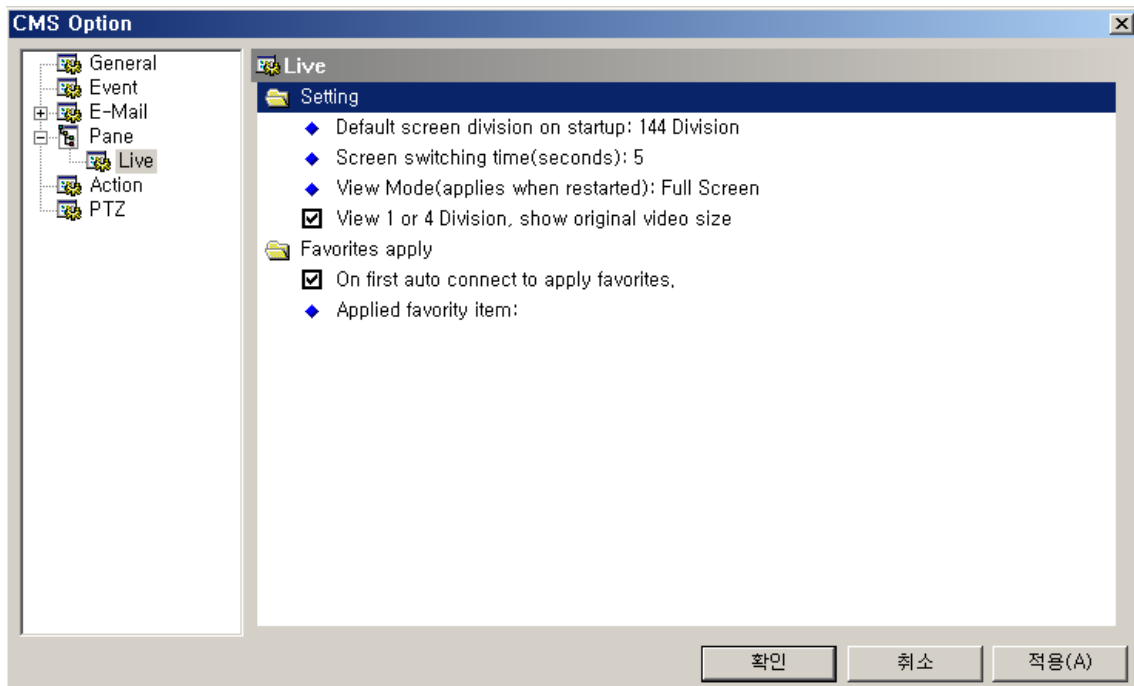 CMS Option
General
Event
E-Mail
Pane
Live
Action
PTZ
Live
Setting
Default screen division on startup: 144 Division
Screen switching time(seconds): 5
View Mode(applies when restarted): Full Screen
View 1 or 4 Division, show original video size
Favorites apply
On first auto connect to apply favorites,
Applied favority item:
확인
취소
적용(A)